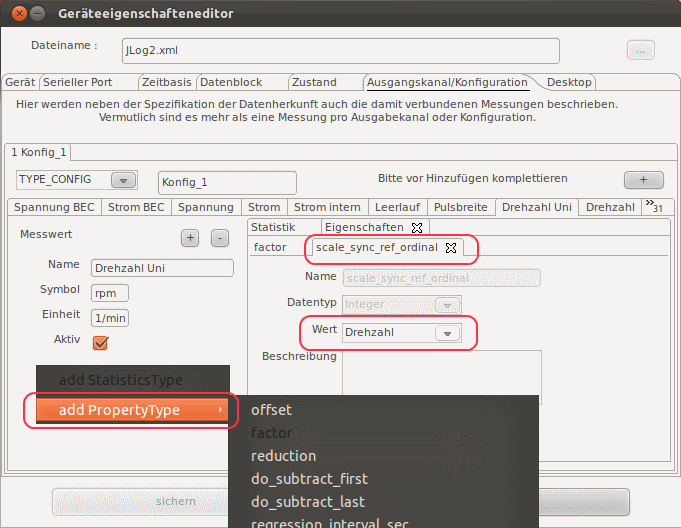 Geräteeigenschafteneditor
Dateiname :
JLog2.xml
...
Gerät Serieller Port Zeitbasis Datenblock Zustand Ausgangskanal/Konfiguration Desktop
Hier werden neben der Spezifikation der Datenherkunft auch die damit verbundenen Messungen beschrieben.
Vermutlich sind es mehr als eine Messung pro Ausgabekanal oder Konfiguration.
1 Konfig_1
TYPE_CONFIG
Konfig_1
Bitte vor Hinzufügen komplettieren
+
Spannung BEC Strom BEC Spannung Strom Strom intern Leerlauf Pulsbreite Drehzahl Uni Drehzahl »31
Messwert
+ -
Name Drehzahl Uni
Symbol rpm
Einheit 1/min
Aktiv
Statistik Eigenschaften
factor scale_sync_ref_ordinal
Name scale_sync_ref_ordinal
Datentyp Integer
Wert Drehzahl
Beschreibung
add StatisticsType
add PropertyType
offset
factor
reduction
do_subtract_first
do_subtract_last
regression_interval_sec
sichern